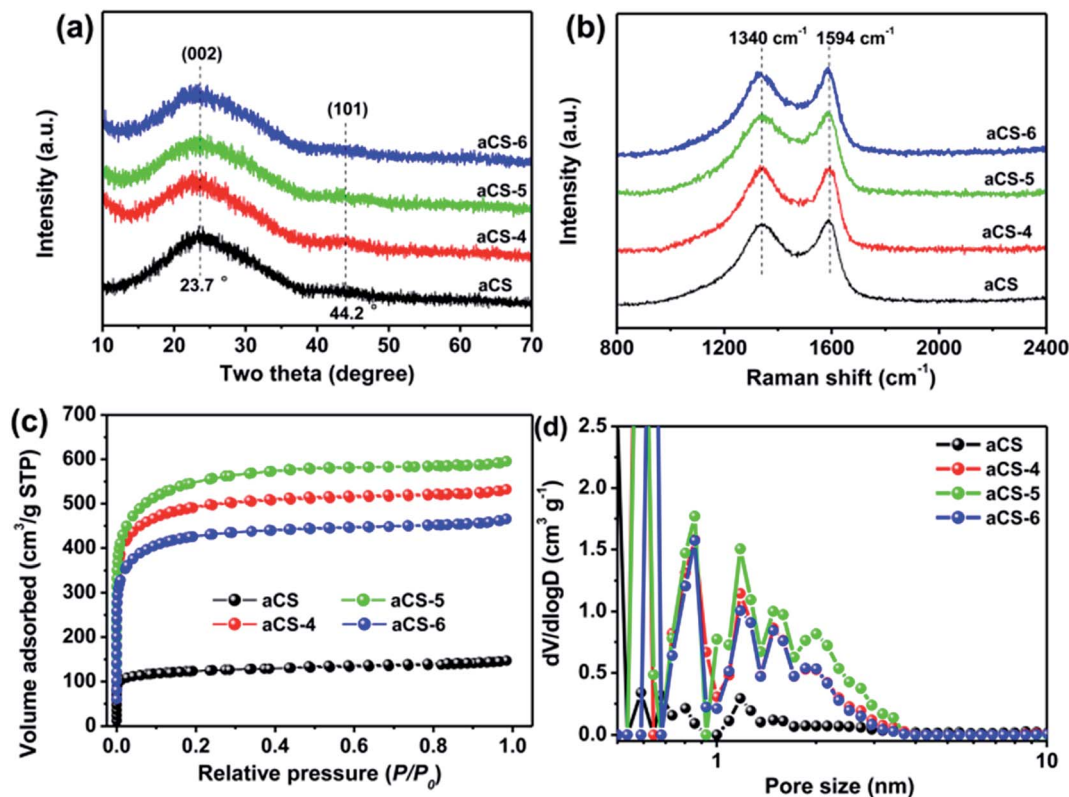 (a)
(002)
(101)
aCS-6
aCS-5
aCS-4
aCS
23.7 °
44.2 °
Intensity (a.u.)
10 20 30 40 50 60 70
Two theta (degree)
(b)
1340 cm⁻¹ 1594 cm⁻¹
aCS-6
aCS-5
aCS-4
aCS
Intensity (a.u.)
800 1200 1600 2000 2400
Raman shift (cm⁻¹)
(c)
700
600
500
400
300
200
100
0
Volume adsorbed (cm³/g STP)
aCS aCS-5
aCS-4 aCS-6
0.0 0.2 0.4 0.6 0.8 1.0
Relative pressure (P/P₀)
(d)
2.5
2.0
1.5
1.0
0.5
0.0
dV/dlogD (cm³ g⁻¹)
aCS
aCS-4
aCS-5
aCS-6
1 10
Pore size (nm)